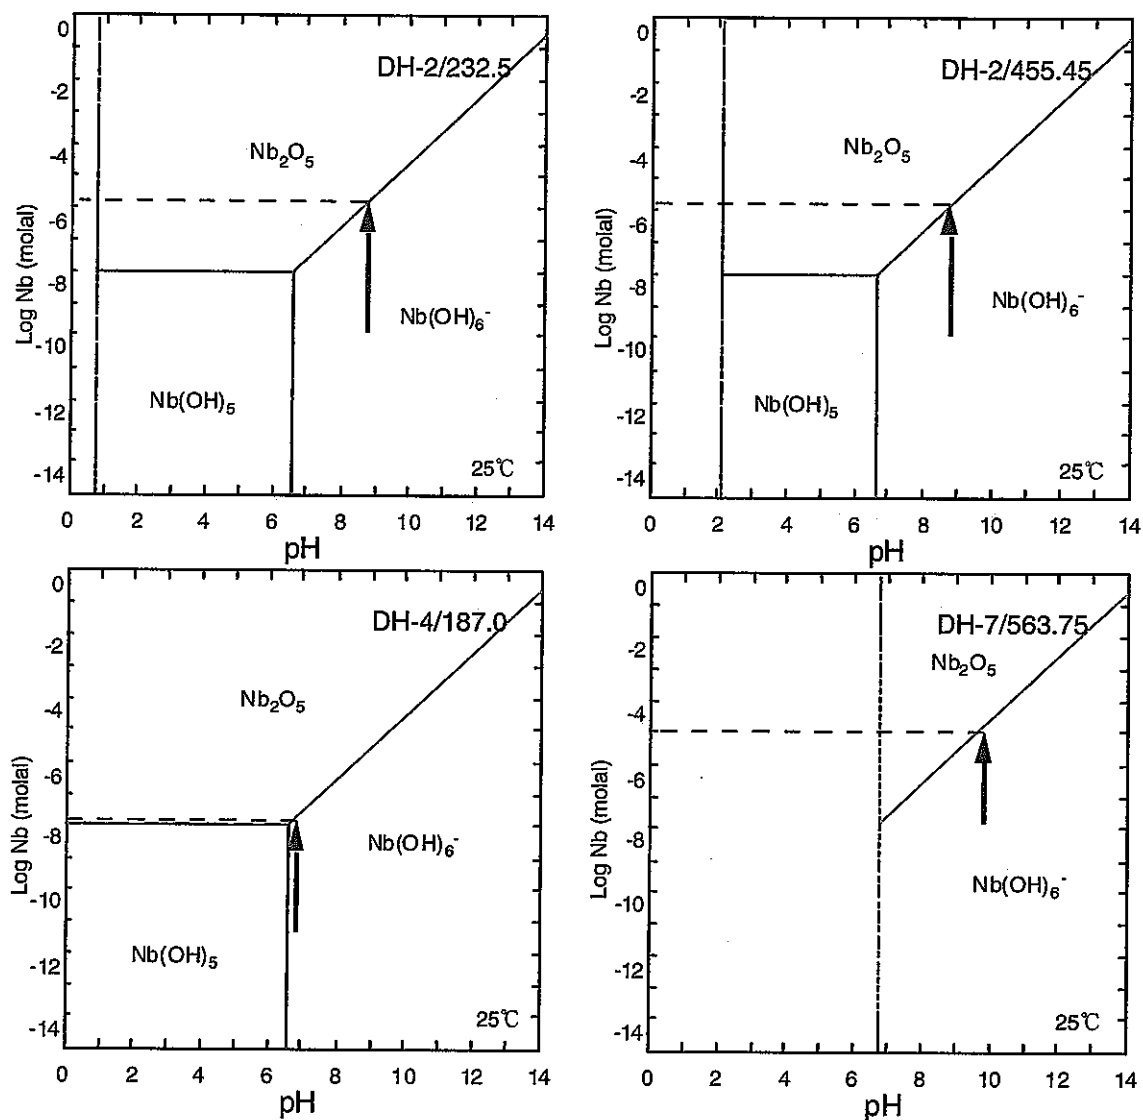 0
-2
-4
-6
-8
-10
-12
-14
Log Nb (molal)
DH-2/232.5
Nb₂O₅
Nb(OH)₆⁻
Nb(OH)₅
25℃
0 2 4 6 8 10 12 14
pH
0
-2
-4
-6
-8
-10
-12
-14
Log Nb (molal)
DH-2/455.45
Nb₂O₅
Nb(OH)₆⁻
Nb(OH)₅
25℃
0 2 4 6 8 10 12 14
pH
0
-2
-4
-6
-8
-10
-12
-14
Log Nb (molal)
DH-4/187.0
Nb₂O₅
Nb(OH)₆⁻
Nb(OH)₅
25℃
0 2 4 6 8 10 12 14
pH
0
-2
-4
-6
-8
-10
-12
-14
Log Nb (molal)
DH-7/563.75
Nb₂O₅
Nb(OH)₆⁻
25℃
0 2 4 6 8 10 12 14
pH